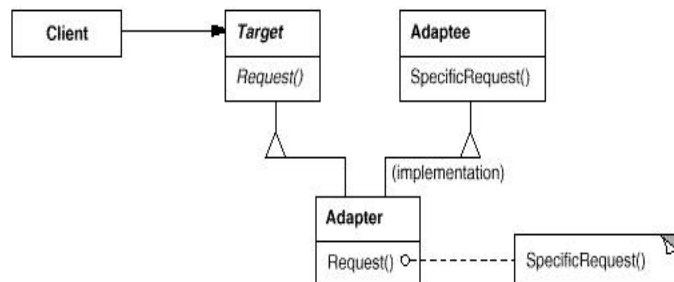 Client
Target
Request()
Adaptee
SpecificRequest()
(implementation)
Adapter
Request()
SpecificRequest()